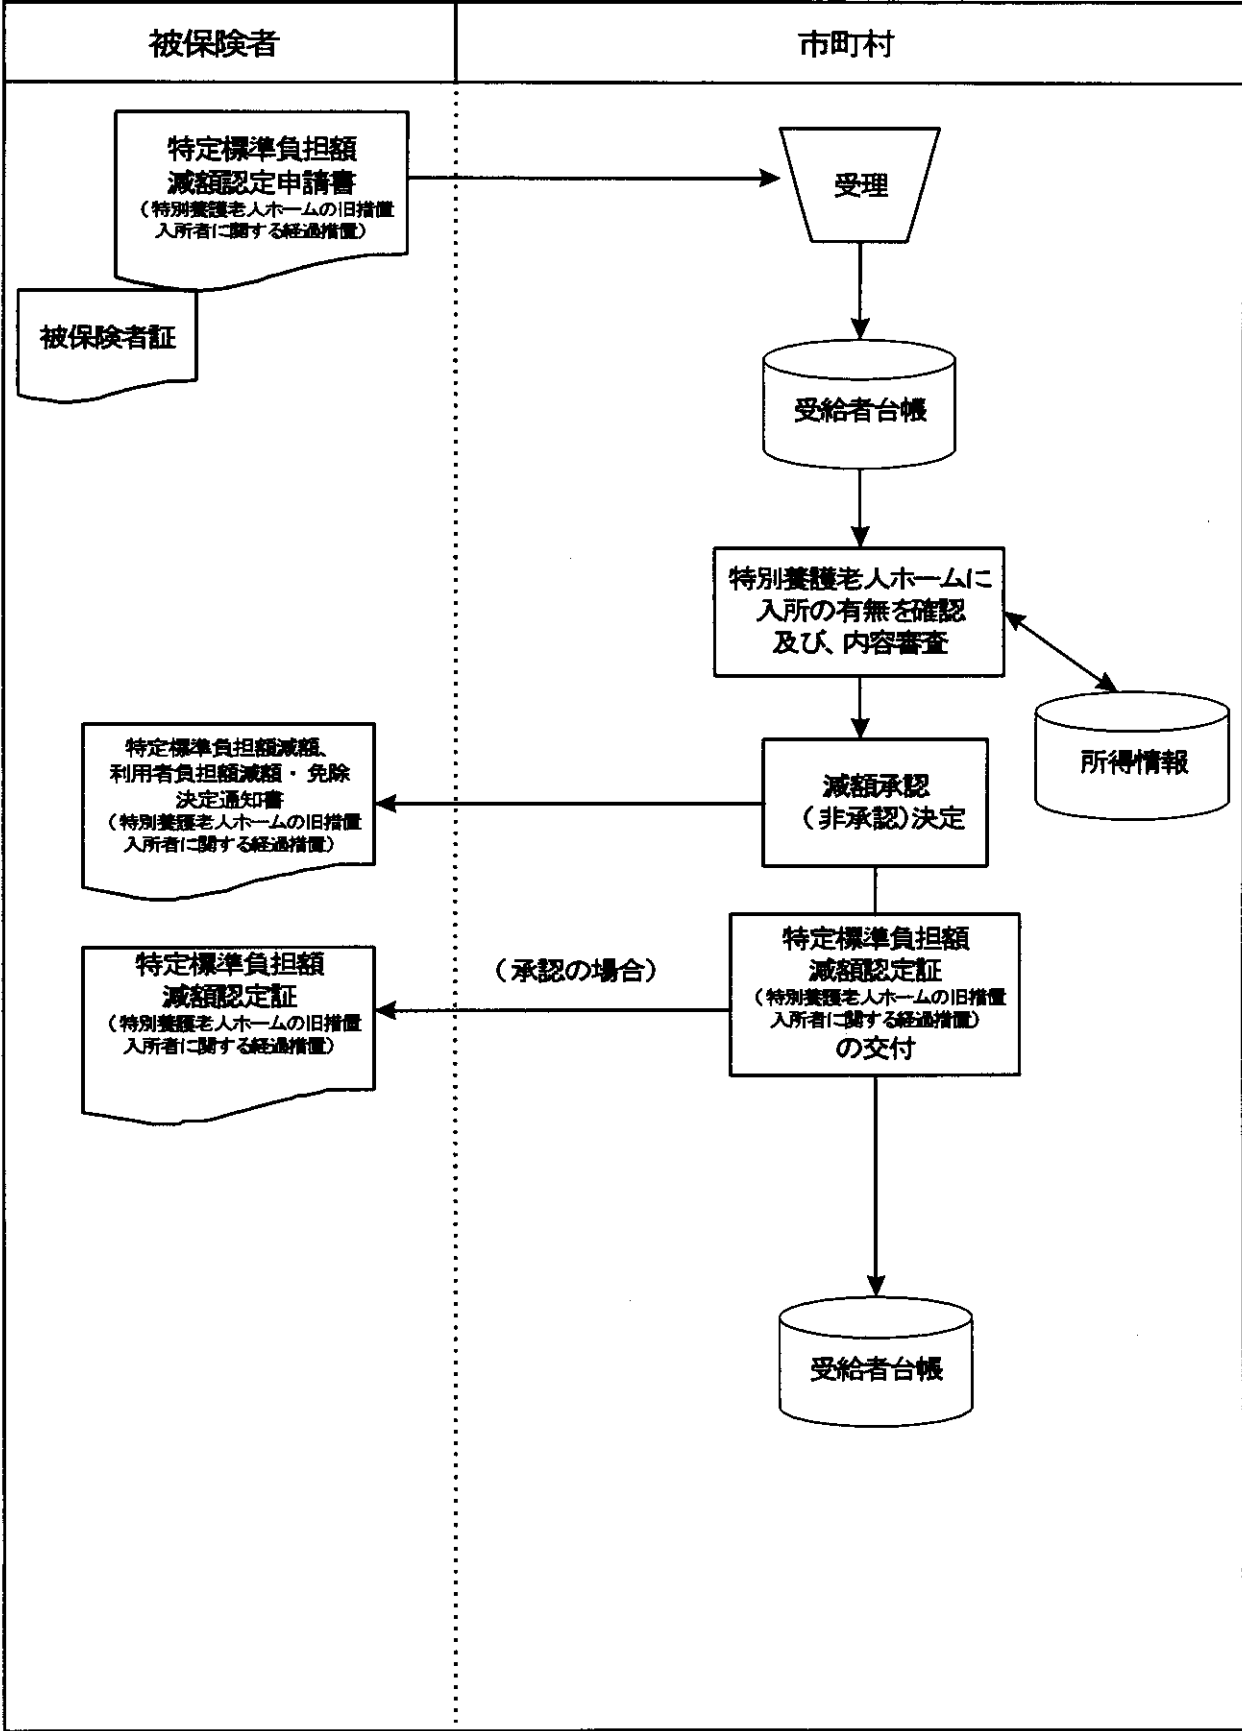 被保険者
市町村
特定標準負担額
減額認定申請書
(特別養護老人ホームの旧措置
入所者に関する経過措置)
受理
被保険者証
受給者台帳
特別養護老人ホームに
入所の有無を確認
及び、内容審査
所得情報
特定標準負担額減額、
利用者負担額減額・免除
決定通知書
(特別養護老人ホームの旧措置
入所者に関する経過措置)
減額承認
(非承認)決定
特定標準負担額
減額認定証
(特別養護老人ホームの旧措置
入所者に関する経過措置)
(承認の場合)
特定標準負担額
減額認定証
(特別養護老人ホームの旧措置
入所者に関する経過措置)
の交付
受給者台帳